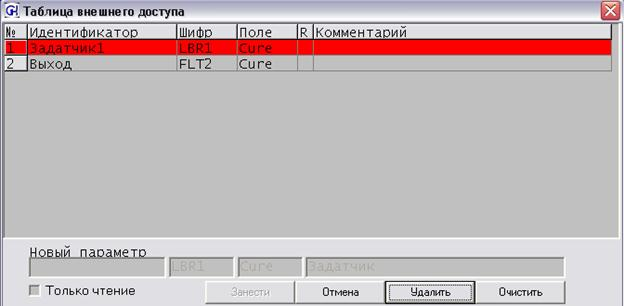 Таблица внешнего доступа
№ Идентификатор Шифр Поле R Комментарий
1 Задатчик1 LBR1 Cure
2 Выход FLT2 Cure
Новый параметр
LBR1 Cure Задатчик
Только чтение Занести Отмена Удалить Очистить